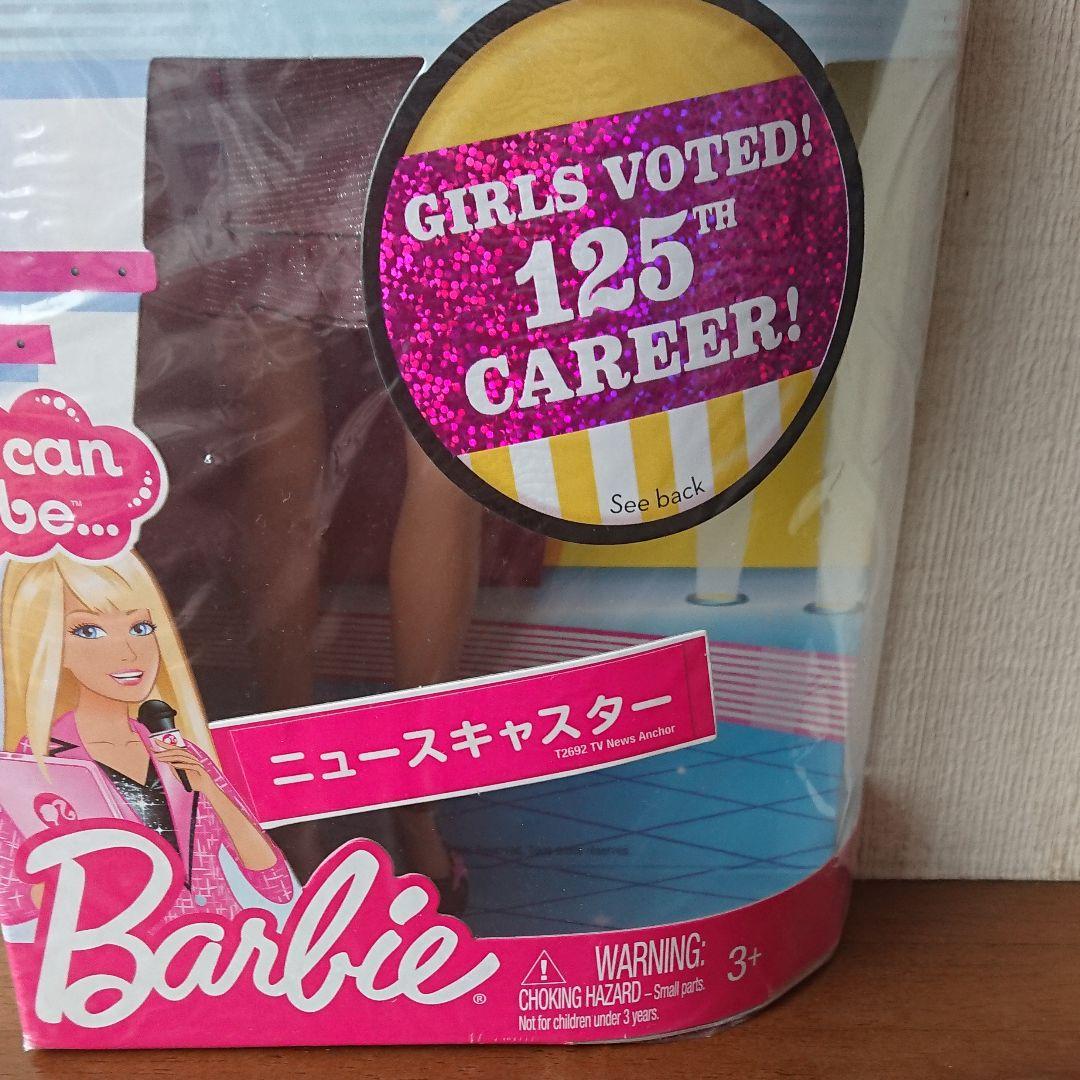 GIRLS VOTED!
125TH
CAREER!
See back
can
be™...
ニュースキャスター
T2692 TV News Anchor
Barbie®
WARNING:
CHOKING HAZARD – Small parts.
Not for children under 3 years.
3+